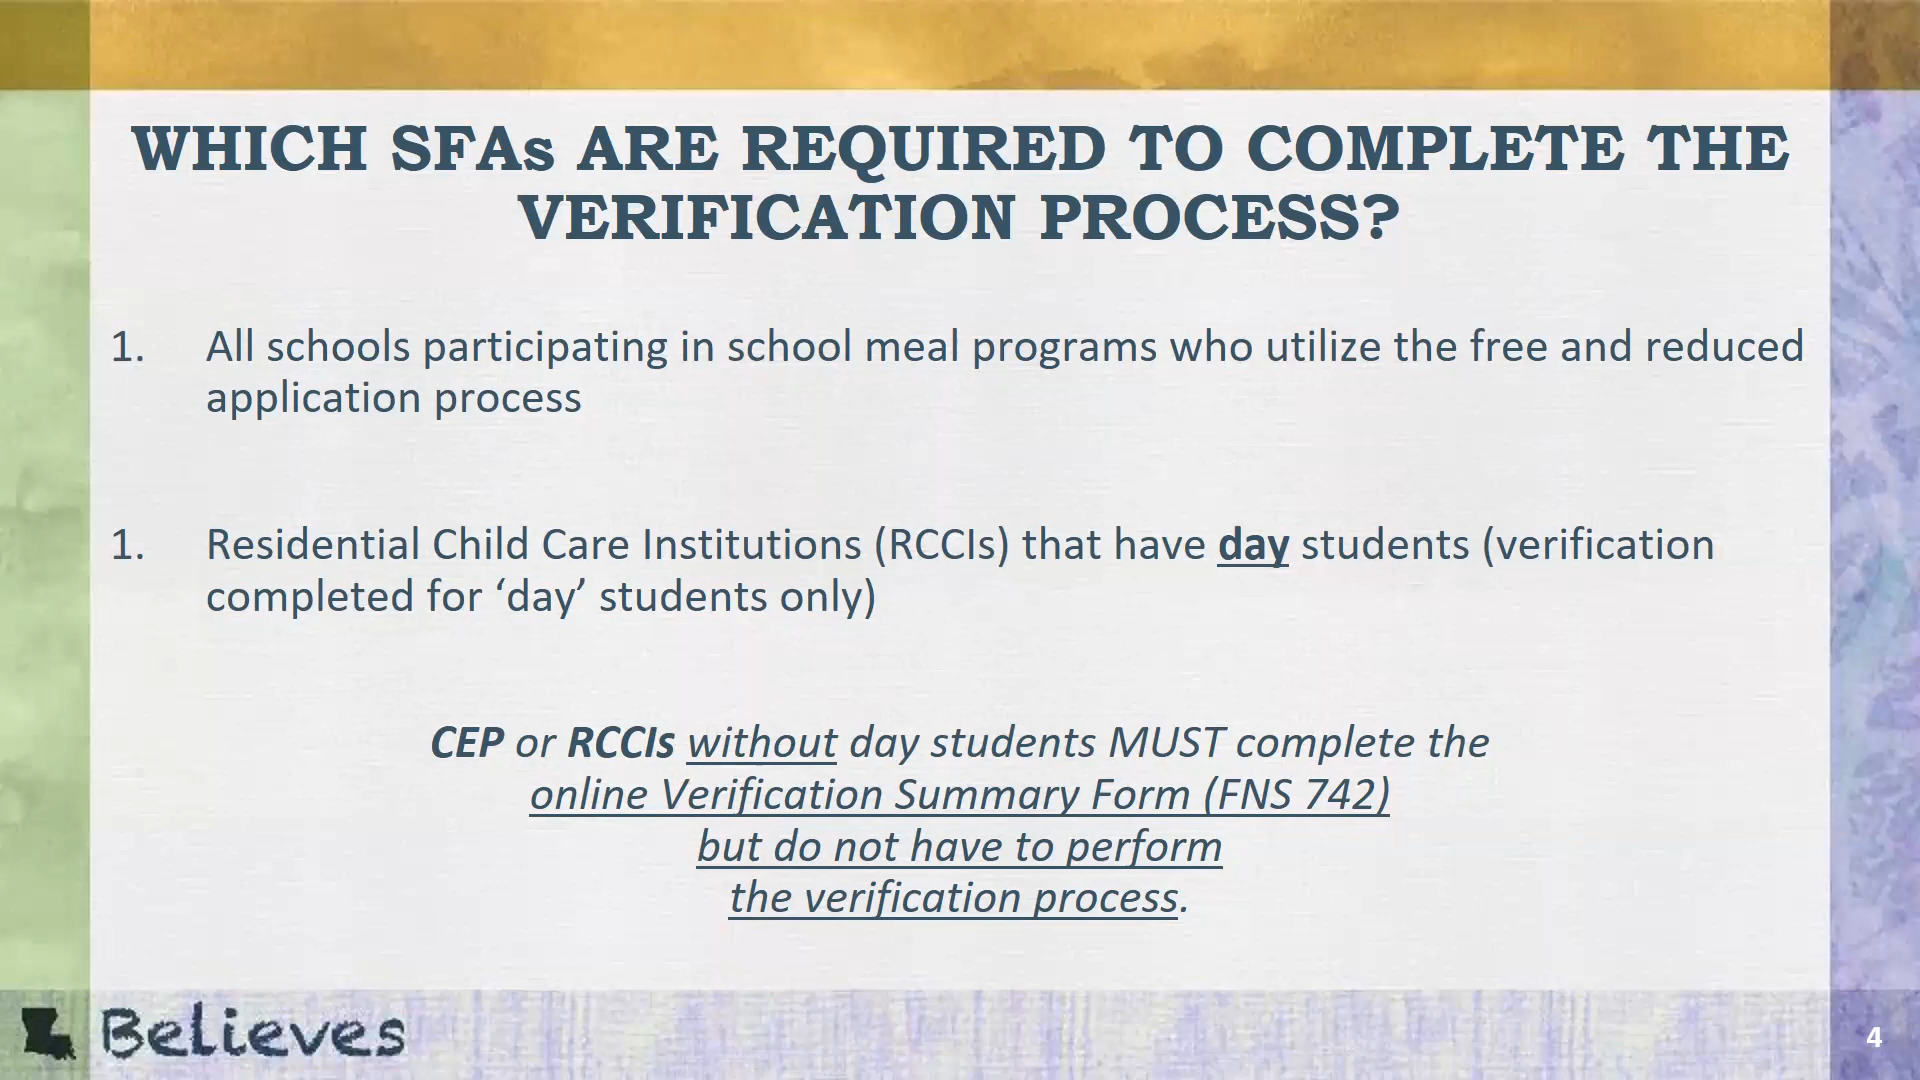 WHICH SFAs ARE REQUIRED TO COMPLETE THE
VERIFICATION PROCESS?
1. All schools participating in school meal programs who utilize the free and reduced
application process
1. Residential Child Care Institutions (RCCIs) that have day students (verification
completed for ‘day’ students only)
CEP or RCCIs without day students MUST complete the
online Verification Summary Form (FNS 742)
but do not have to perform
the verification process.
Believes
4